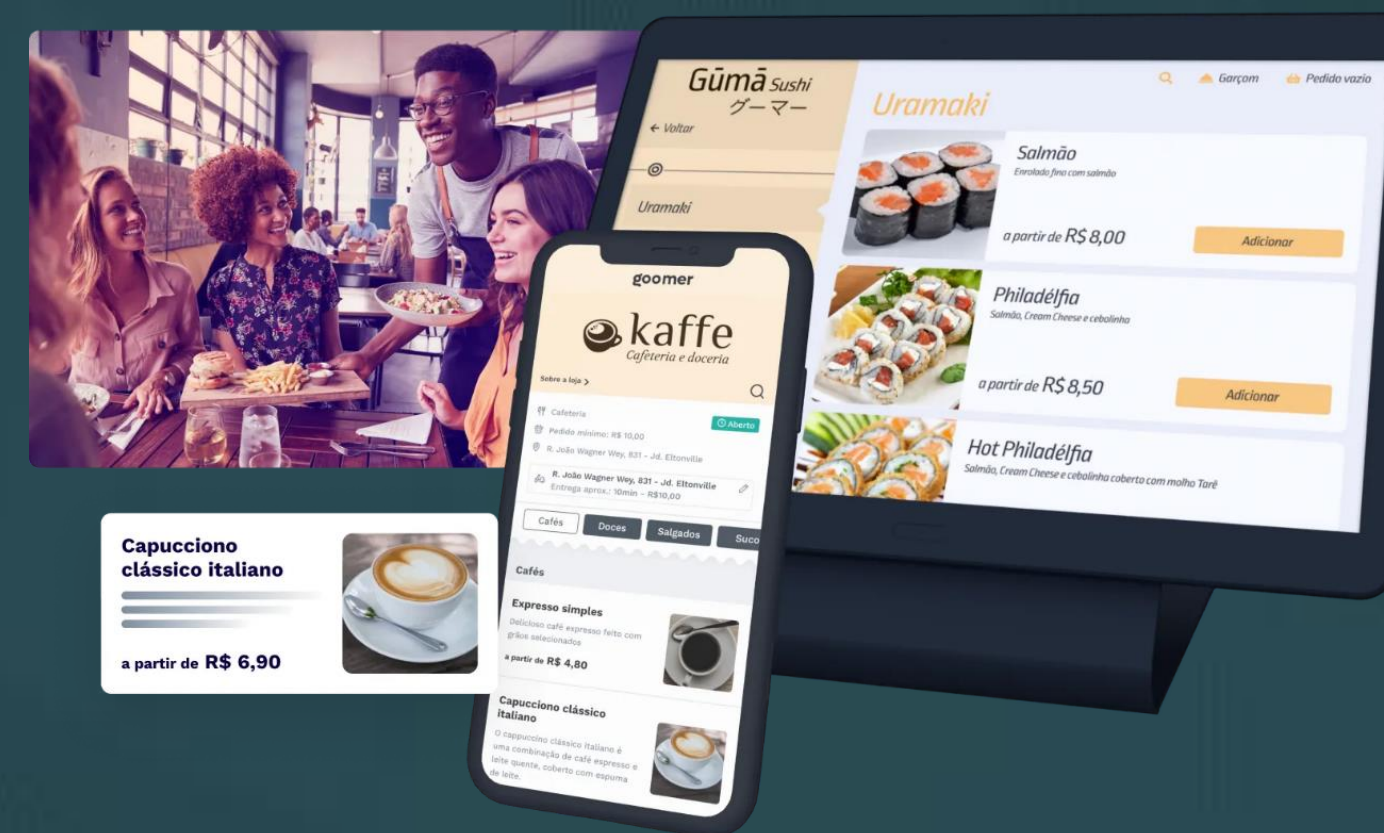 Gūmā Sushi
グーマー
← Voltar
Uramaki
Garçom
Pedido vazio
Uramaki
Salmão
Enrolado fino com salmão
a partir de R$ 8,00
Adicionar
Philadélfia
Salmão, Cream Cheese e cebolinha
a partir de R$ 8,50
Adicionar
Hot Philadélfia
Salmão, Cream Cheese e cebolinha coberto com molho Tarê
goomer
kaffe
Cafeteria e doceria
Sobre a loja >
Cafeteria
Aberto
Pedido mínimo: R$ 10,00
R. João Wagner Wey, 831 - Jd. Eltonville
R. João Wagner Wey, 831 - Jd. Eltonville
Entrega aprox.: 10min - R$10,00
Cafés
Doces
Salgados
Suco
Cafés
Expresso simples
Delicioso café espresso feito com
grãos selecionados
a partir de R$ 4,80
Capucciono clássico
italiano
O cappuccino clássico italiano é
uma combinação de café espresso e
leite quente, coberto com espuma
de leite.
Capucciono
clássico italiano
a partir de R$ 6,90